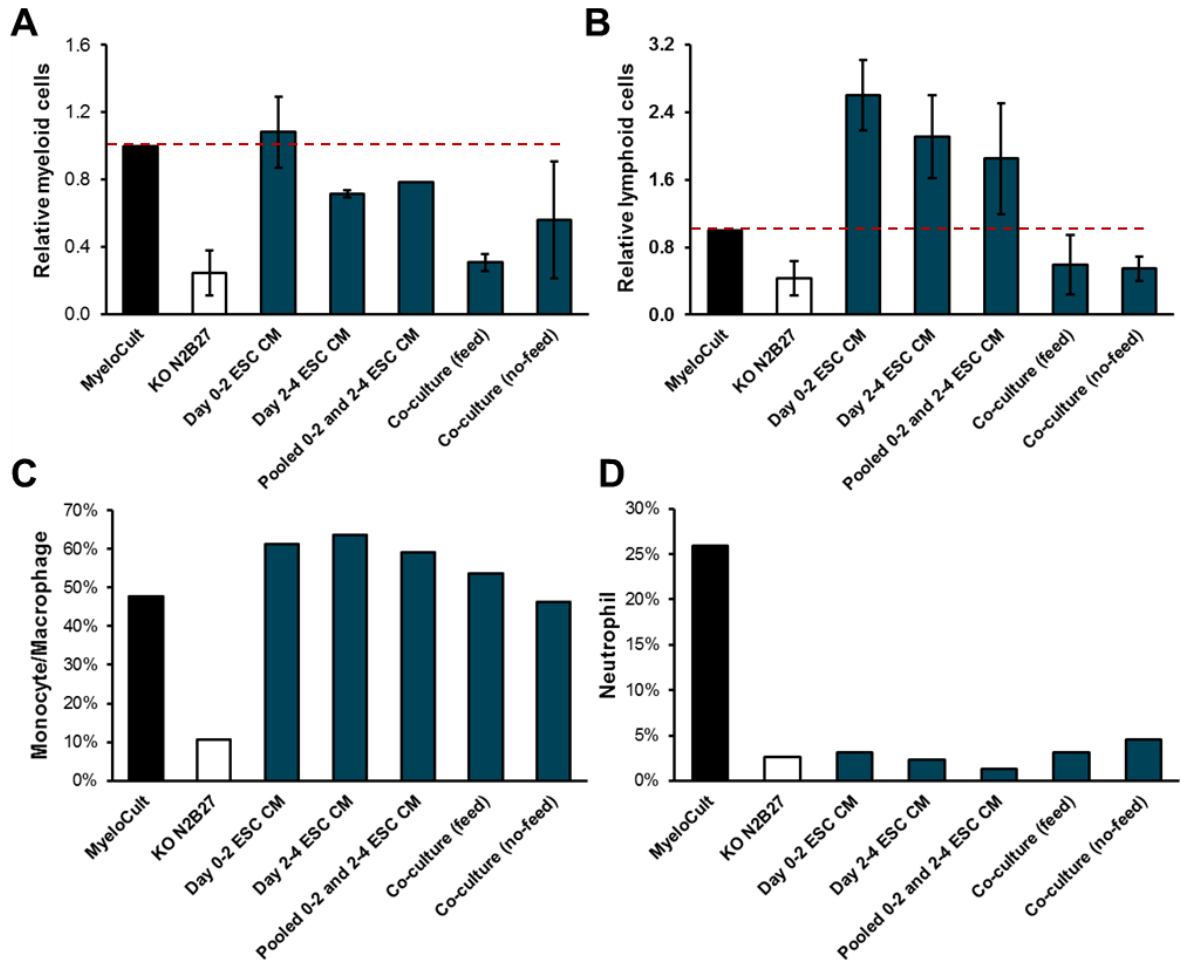 A
Relative myeloid cells
1.6
1.2
0.8
0.4
0.0
MyeloCult
KO N2B27
Day 0-2 ESC CM
Day 2-4 ESC CM
Pooled 0-2 and 2-4 ESC CM
Co-culture (feed)
Co-culture (no-feed)
B
Relative lymphoid cells
3.2
2.4
1.6
0.8
0.0
MyeloCult
KO N2B27
Day 0-2 ESC CM
Day 2-4 ESC CM
Pooled 0-2 and 2-4 ESC CM
Co-culture (feed)
Co-culture (no-feed)
C
Monocyte/Macrophage
70%
60%
50%
40%
30%
20%
10%
0%
MyeloCult
KO N2B27
Day 0-2 ESC CM
Day 2-4 ESC CM
Pooled 0-2 and 2-4 ESC CM
Co-culture (feed)
Co-culture (no-feed)
D
Neutrophil
30%
25%
20%
15%
10%
5%
0%
MyeloCult
KO N2B27
Day 0-2 ESC CM
Day 2-4 ESC CM
Pooled 0-2 and 2-4 ESC CM
Co-culture (feed)
Co-culture (no-feed)